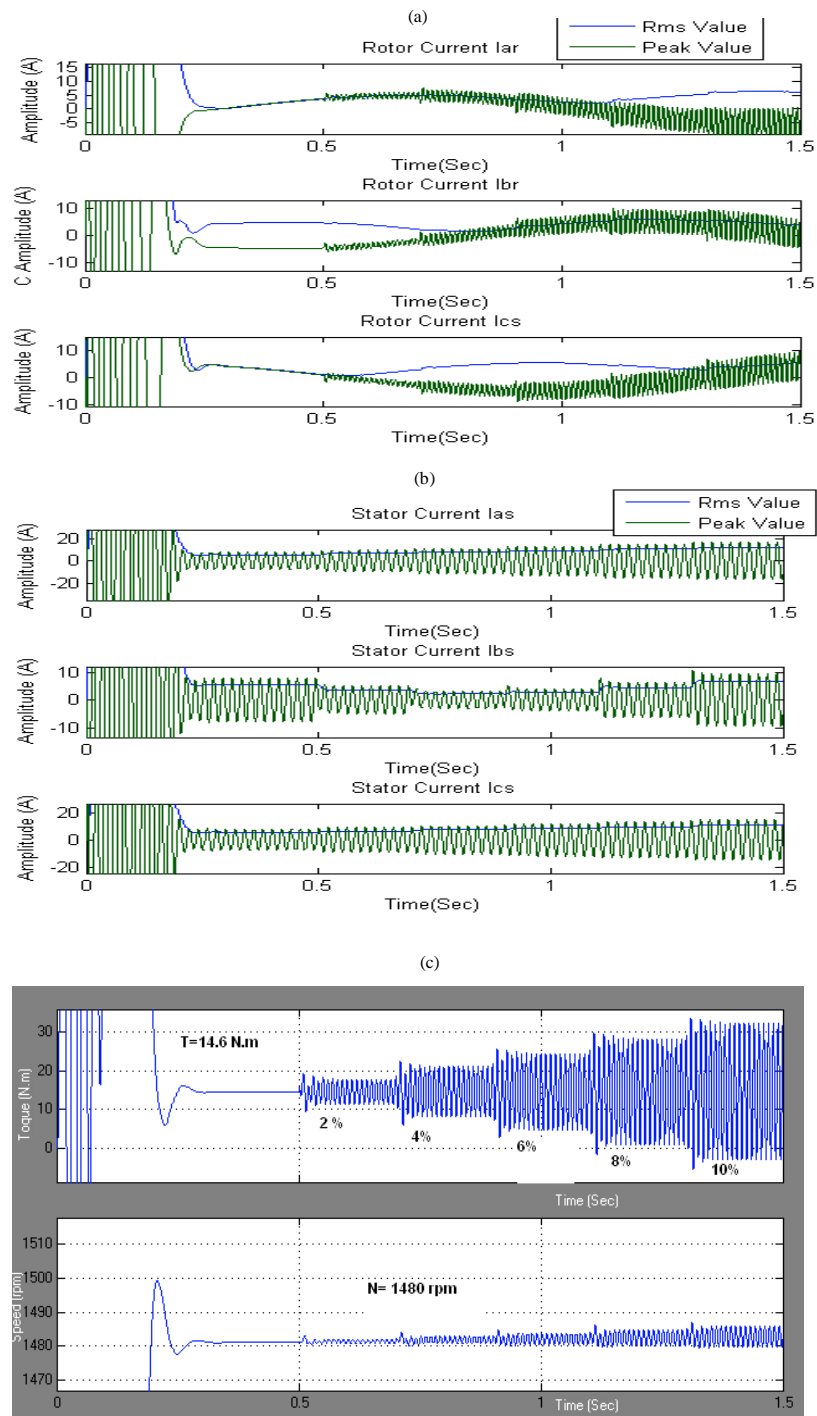 (a)
Rms Value
Peak Value
Rotor Current Iar
Amplitude (A)
15
10
5
0
-5
0
0.5
1
1.5
Time(Sec)
Rotor Current Ibr
C Amplitude (A)
10
0
-10
0
0.5
1
1.5
Time(Sec)
Rotor Current Ics
Amplitude (A)
10
0
-10
0
0.5
1
1.5
Time(Sec)
(b)
Rms Value
Peak Value
Stator Current Ias
Amplitude (A)
20
0
-20
0
0.5
1
1.5
Time(Sec)
Stator Current Ibs
Amplitude (A)
10
0
-10
0
0.5
1
1.5
Time(Sec)
Stator Current Ics
Amplitude (A)
20
0
-20
0
0.5
1
1.5
Time(Sec)
(c)
Toque (N.m)
30
20
10
0
T=14.6 N.m
2 %
4%
6%
8%
10%
Time (Sec)
Speed (rpm)
1510
1500
1490
1480
1470
N= 1480 rpm
0
0.5
1
1.5
Time (Sec)